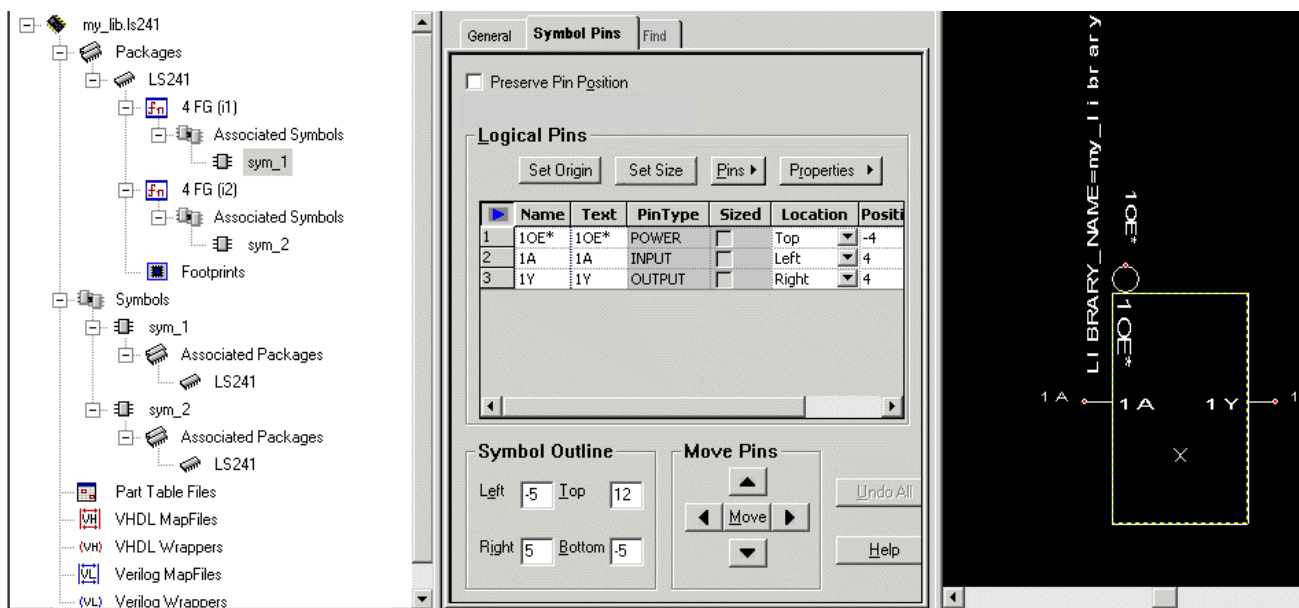 my_lib.ls241
Packages
LS241
4 FG (i1)
Associated Symbols
sym_1
4 FG (i2)
Associated Symbols
sym_2
Footprints
Symbols
sym_1
Associated Packages
LS241
sym_2
Associated Packages
LS241
Part Table Files
VHDL MapFiles
VHDL Wrappers
Verilog MapFiles
Verilog Wrappers
General Symbol Pins Find
Preserve Pin Position
Logical Pins
Set Origin Set Size Pins Properties
Name Text PinType Sized Location Positi
1 1OE* 1OE* POWER Top -4
2 1A 1A INPUT Left 4
3 1Y 1Y OUTPUT Right 4
Symbol Outline
Left -5 Top 12
Right 5 Bottom -5
Move Pins
Move
Undo All
Help
LIBRARY_NAME=my_library
1OE*
1OE*
1A 1A 1Y 1